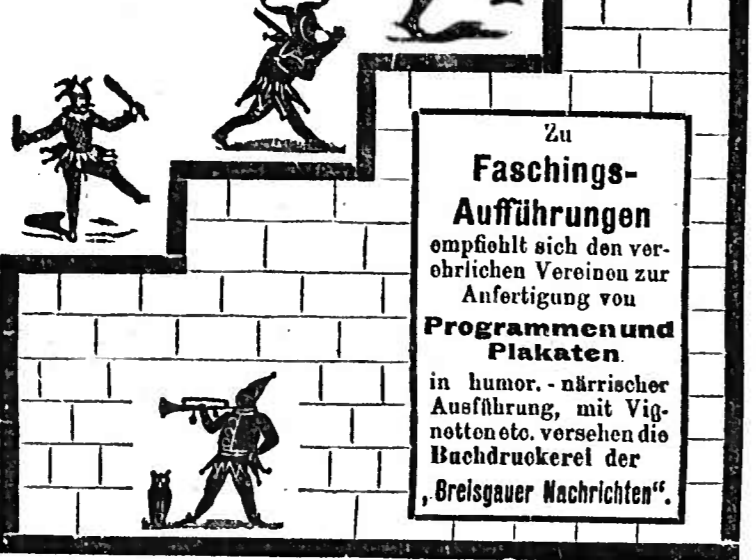 Zu
Faschings-
Aufführungen
empfiehlt sich den ver-
ehrlichen Vereinen zur
Anfertigung von
Programmen und
Plakaten
in humor. - närrischer
Ausführung, mit Vig-
netten etc. versehen die
Buchdruckerei der
„Breisgauer Nachrichten“.